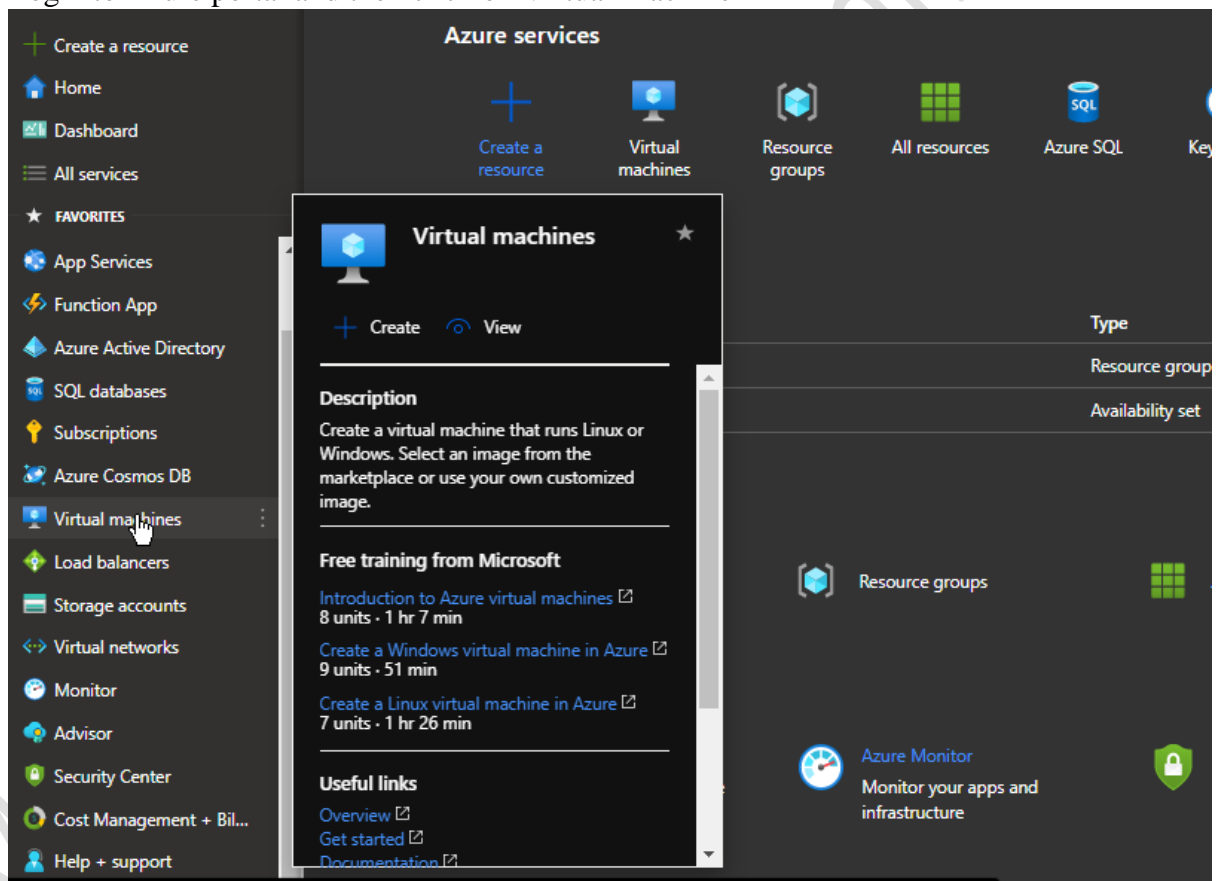 Create a resource
Home
Dashboard
All services
FAVORITES
App Services
Function App
Azure Active Directory
SQL databases
Subscriptions
Azure Cosmos DB
Virtual machines
Load balancers
Storage accounts
Virtual networks
Monitor
Advisor
Security Center
Cost Management + Bil...
Help + support
Azure services
Create a
resource
Virtual
machines
Resource
groups
All resources
SQL
Azure SQL
Key
Virtual machines
Create
View
Description
Create a virtual machine that runs Linux or
Windows. Select an image from the
marketplace or use your own customized
image.
Free training from Microsoft
Introduction to Azure virtual machines
8 units · 1 hr 7 min
Create a Windows virtual machine in Azure
9 units · 51 min
Create a Linux virtual machine in Azure
7 units · 1 hr 26 min
Useful links
Overview
Get started
Documentation
Type
Resource group
Availability set
Resource groups
Azure Monitor
Monitor your apps and
infrastructure